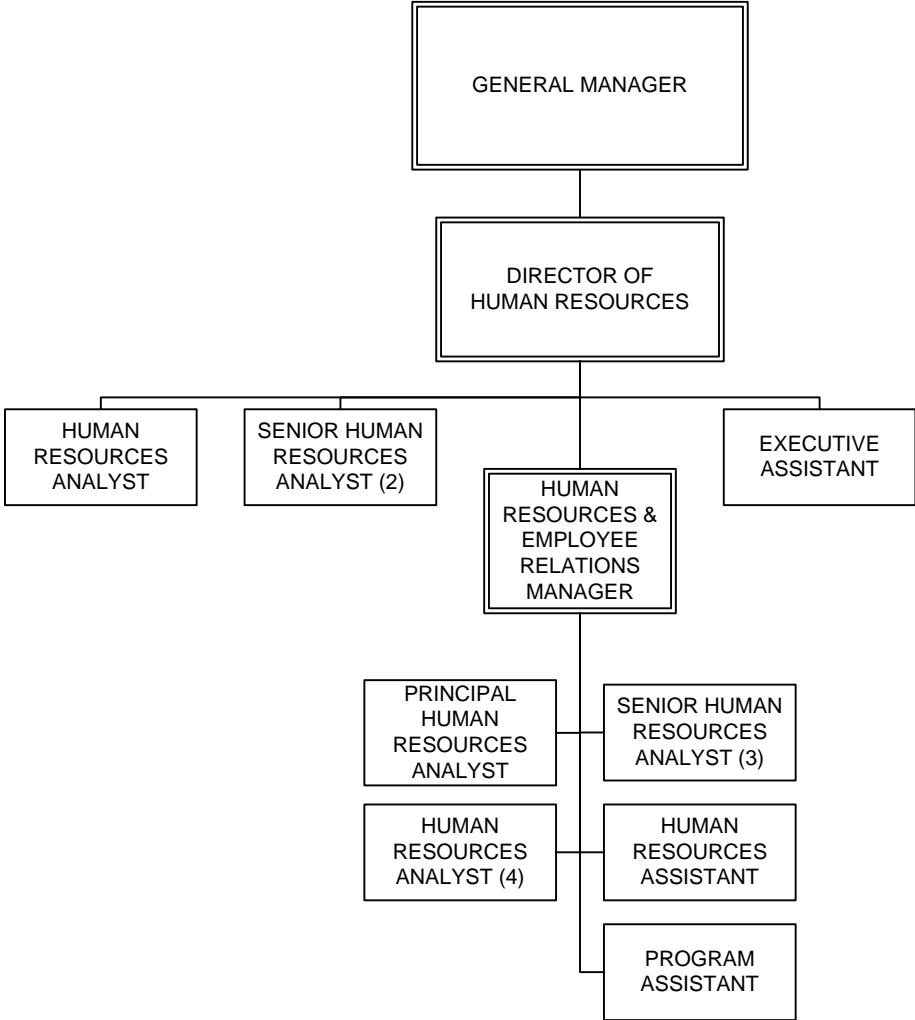 GENERAL MANAGER
DIRECTOR OF
HUMAN RESOURCES
HUMAN
RESOURCES
ANALYST
SENIOR HUMAN
RESOURCES
ANALYST (2)
EXECUTIVE
ASSISTANT
HUMAN
RESOURCES &
EMPLOYEE
RELATIONS
MANAGER
PRINCIPAL
HUMAN
RESOURCES
ANALYST
SENIOR HUMAN
RESOURCES
ANALYST (3)
HUMAN
RESOURCES
ANALYST (4)
HUMAN
RESOURCES
ASSISTANT
PROGRAM
ASSISTANT